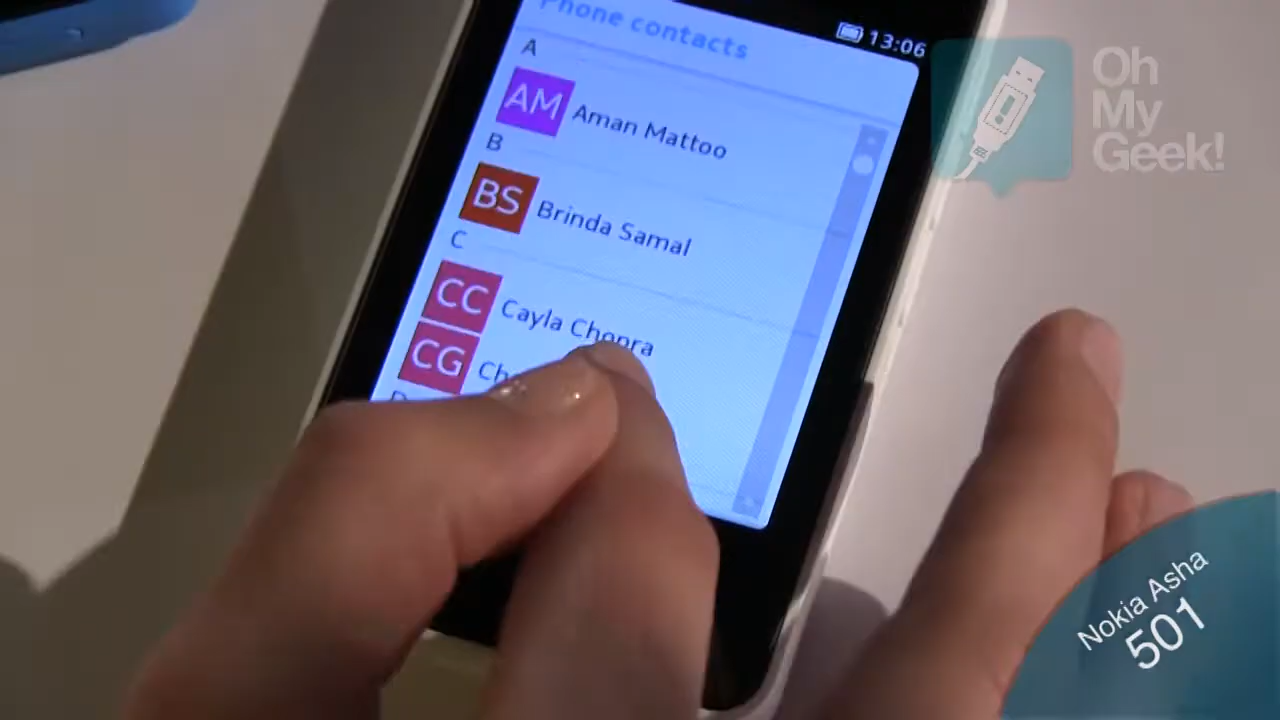 Phone contacts
13:06
A
AM
Aman Mattoo
B
BS
Brinda Samal
C
CC
Cayla Chopra
CG
D
Oh
My
Geek!
Nokia Asha
501